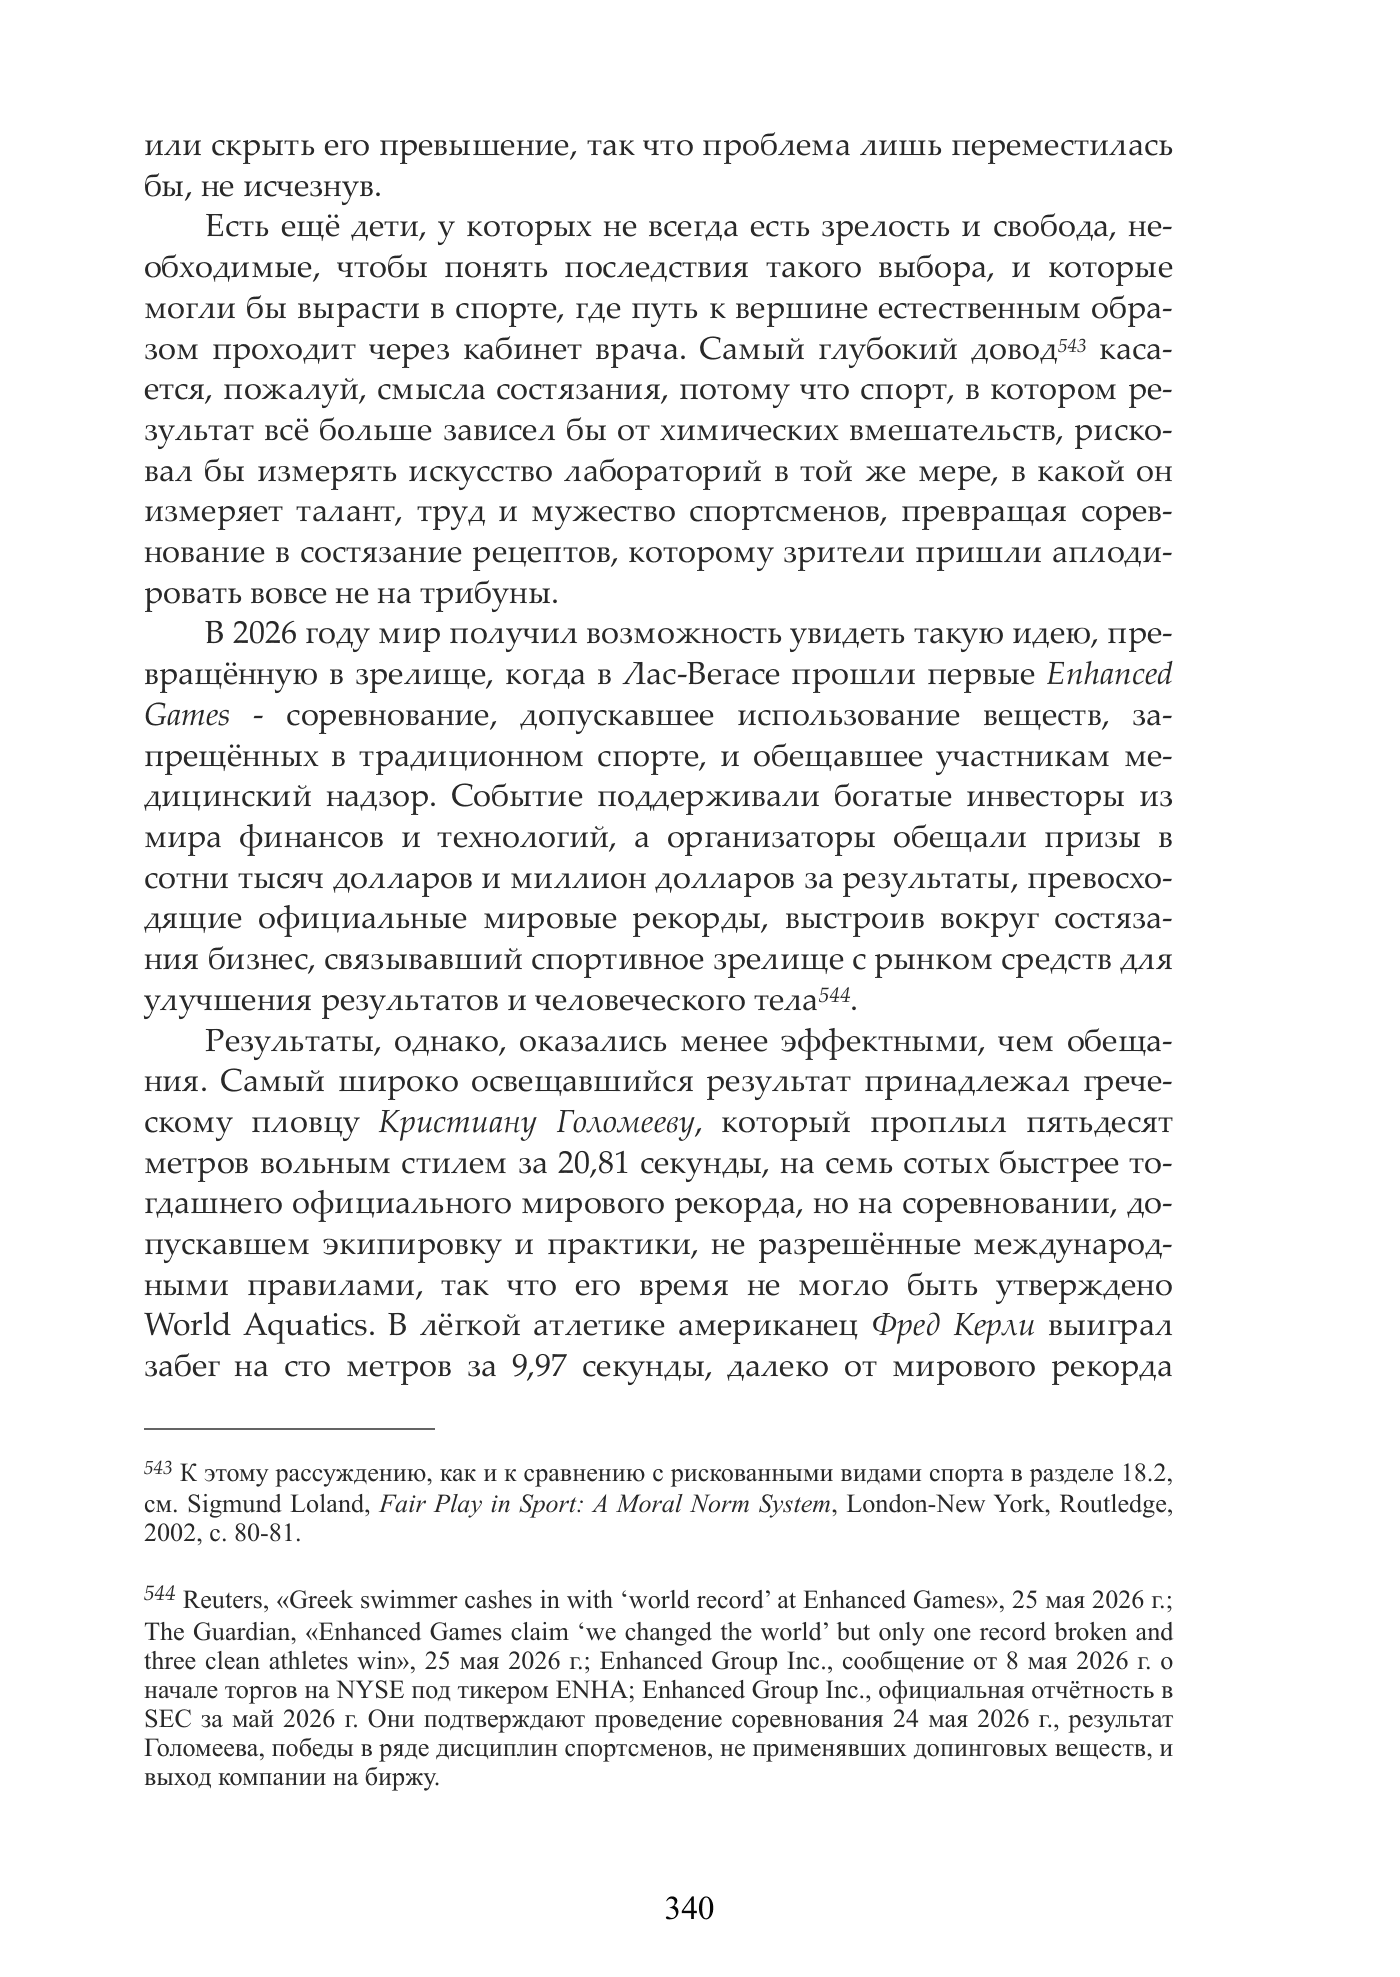 или скрыть его превышение, так что проблема лишь переместилась
бы, не исчезнув.
Есть ещё дети, у которых не всегда есть зрелость и свобода, не-
обходимые, чтобы понять последствия такого выбора, и которые
могли бы вырасти в спорте, где путь к вершине естественным обра-
зом проходит через кабинет врача. Самый глубокий довод543 каса-
ется, пожалуй, смысла состязания, потому что спорт, в котором ре-
зультат всё больше зависел бы от химических вмешательств, риско-
вал бы измерять искусство лабораторий в той же мере, в какой он
измеряет талант, труд и мужество спортсменов, превращая сорев-
нование в состязание рецептов, которому зрители пришли аплоди-
ровать вовсе не на трибуны.
В 2026 году мир получил возможность увидеть такую идею, пре-
вращённую в зрелище, когда в Лас-Вегасе прошли первые Enhanced
Games - соревнование, допускавшее использование веществ, за-
прещённых в традиционном спорте, и обещавшее участникам ме-
дицинский надзор. Событие поддерживали богатые инвесторы из
мира финансов и технологий, а организаторы обещали призы в
сотни тысяч долларов и миллион долларов за результаты, превосхо-
дящие официальные мировые рекорды, выстроив вокруг состяза-
ния бизнес, связывавший спортивное зрелище с рынком средств для
улучшения результатов и человеческого тела544.
Результаты, однако, оказались менее эффектными, чем обеща-
ния. Самый широко освещавшийся результат принадлежал грече-
скому пловцу Кристиану Голомееву, который проплыл пятьдесят
метров вольным стилем за 20,81 секунды, на семь сотых быстрее то-
гдашнего официального мирового рекорда, но на соревновании, до-
пускавшем экипировку и практики, не разрешённые международ-
ными правилами, так что его время не могло быть утверждено
World Aquatics. В лёгкой атлетике американец Фред Керли выиграл
забег на сто метров за 9,97 секунды, далеко от мирового рекорда
543 К этому рассуждению, как и к сравнению с рискованными видами спорта в разделе 18.2,
см. Sigmund Loland, Fair Play in Sport: A Moral Norm System, London-New York, Routledge,
2002, с. 80-81.
544 Reuters, «Greek swimmer cashes in with ‘world record’ at Enhanced Games», 25 мая 2026 г.;
The Guardian, «Enhanced Games claim ‘we changed the world’ but only one record broken and
three clean athletes win», 25 мая 2026 г.; Enhanced Group Inc., сообщение от 8 мая 2026 г. о
начале торгов на NYSE под тикером ENHA; Enhanced Group Inc., официальная отчётность в
SEC за май 2026 г. Они подтверждают проведение соревнования 24 мая 2026 г., результат
Голомеева, победы в ряде дисциплин спортсменов, не применявших допинговых веществ, и
выход компании на биржу.
340